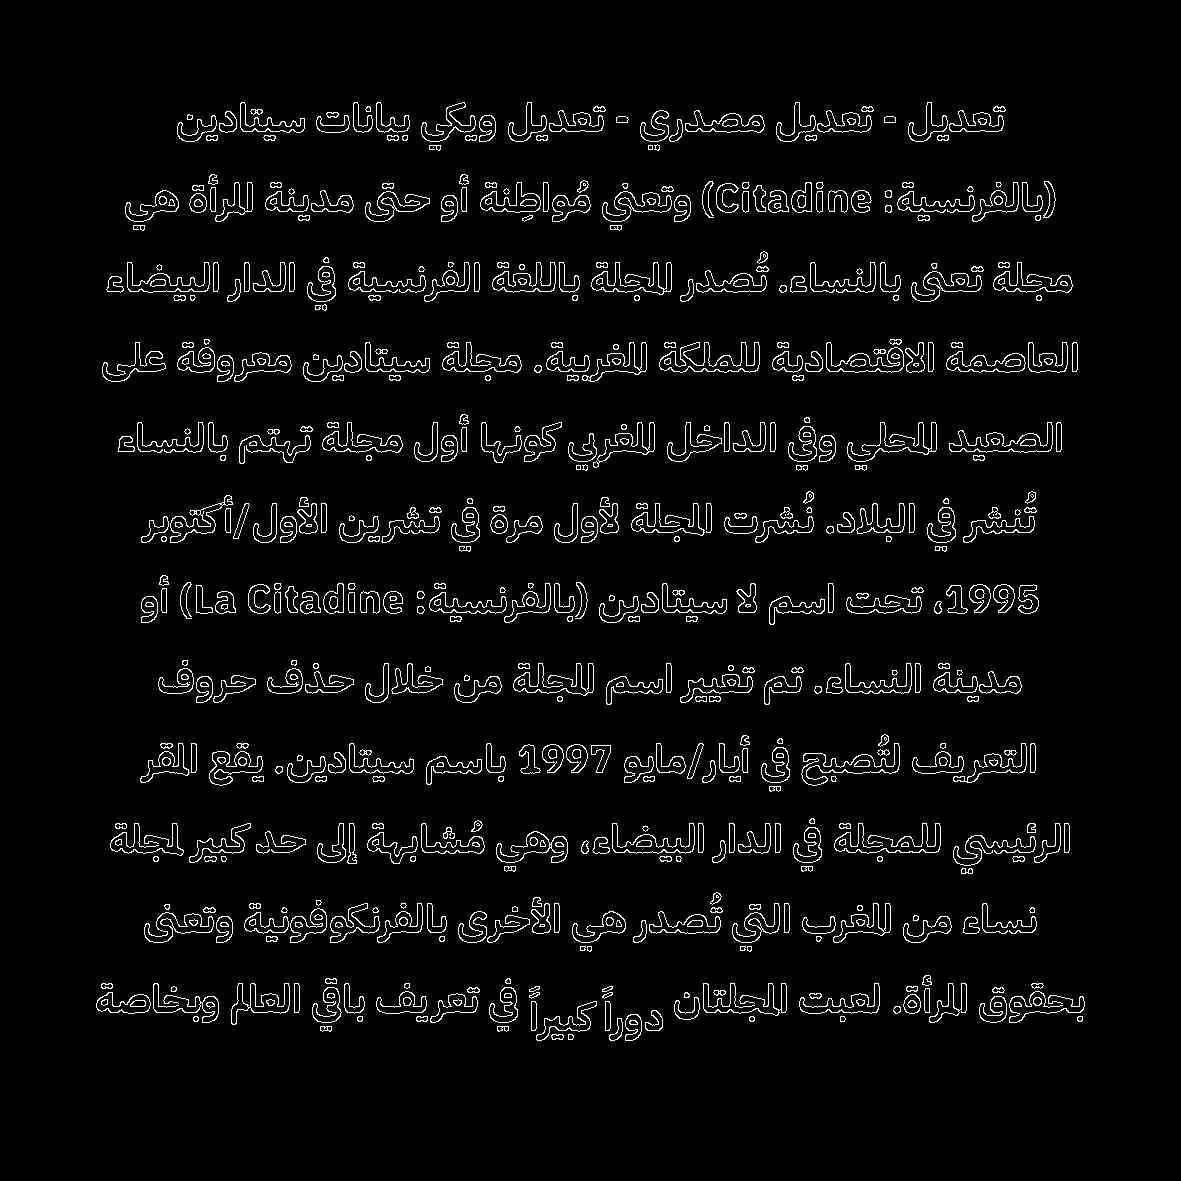 تعديل - تعديل مصدري - تعديل ويكي بيانات سيتادين
(بالفرنسية: Citadine) وتعني مُواطِنة أو حتى مدينة المرأة هي
مجلة تعنى بالنساء. تُصدر المجلة باللغة الفرنسية في الدار البيضاء
العاصمة الاقتصادية للملكة المغربية. مجلة سيتادين معروفة على
الصعيد المحلي وفي الداخل المغربي كونها أول مجلة تهتم بالنساء
تُنشر في البلاد. نُشرت المجلة لأول مرة في تشرين الأول/أكتوبر
1995، تحت اسم لا سيتادين (بالفرنسية: La Citadine) أو
مدينة النساء. تم تغيير اسم المجلة من خلال حذف حروف
التعريف لتُصبح في أيار/مايو 1997 باسم سيتادين. يقع المقر
الرئيسي للمجلة في الدار البيضاء، وهي مُشابهة إلى حد كبير لمجلة
نساء من المغرب التي تُصدر هي الأخرى بالفرنكوفونية وتعنى
بحقوق المرأة. لعبت المجلتان دوراً كبيراً في تعريف باقي العالم وبخاصة